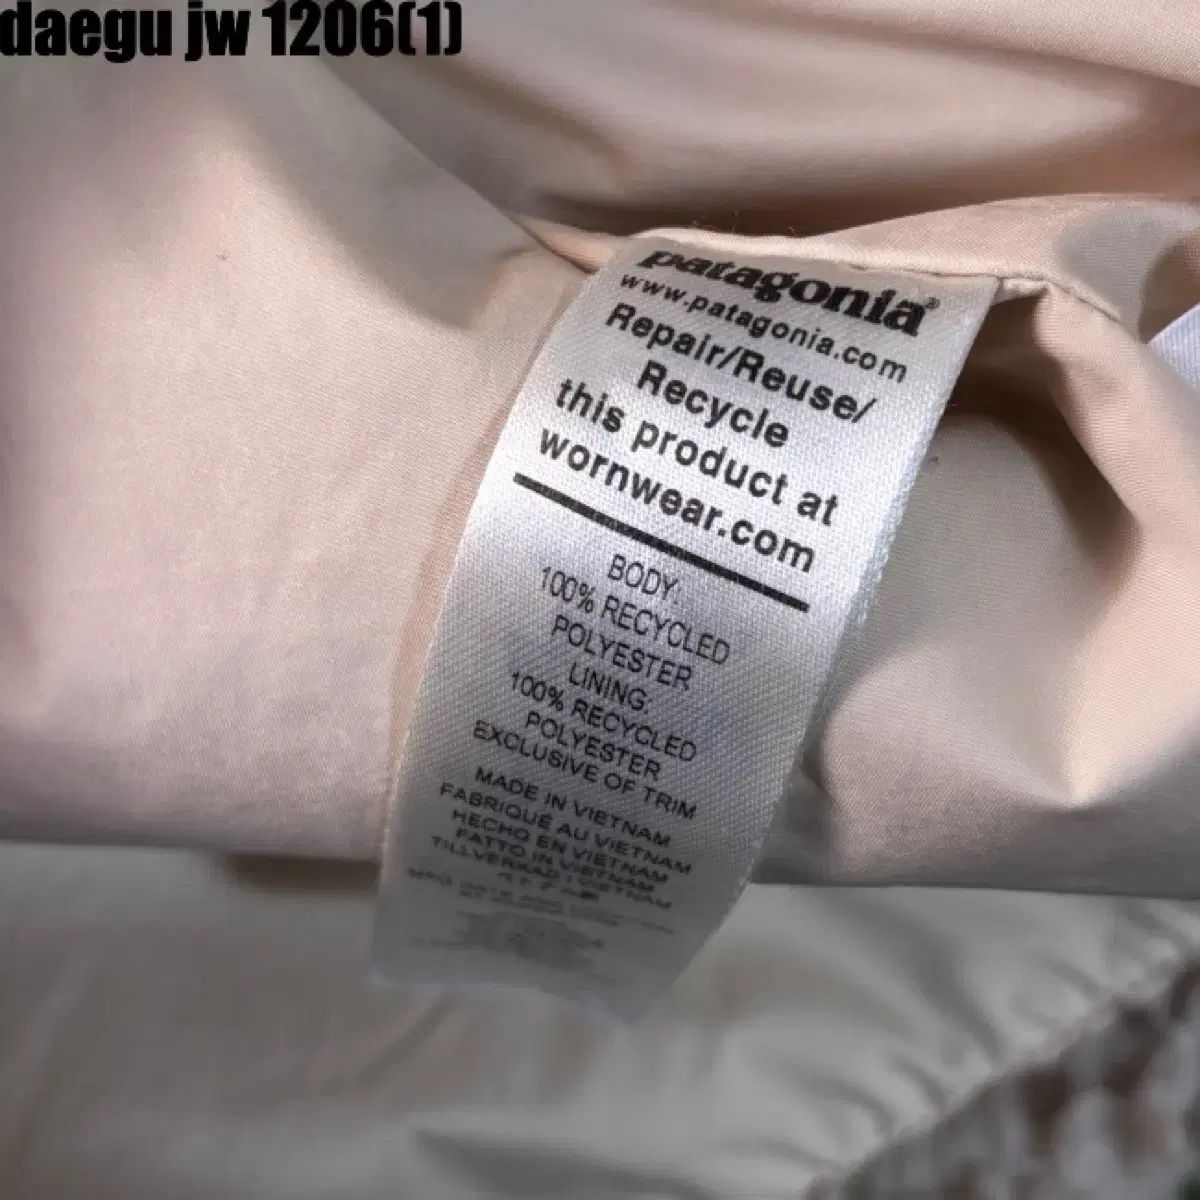 daegu jw 1206(1)
patagonia®
www.patagonia.com
Repair/Reuse/
Recycle
this product at
wornwear.com
BODY:
100% RECYCLED
POLYESTER
LINING:
100% RECYCLED
POLYESTER
EXCLUSIVE OF TRIM
MADE IN VIETNAM
FABRIQUÉ AU VIETNAM
HECHO EN VIETNAM
FATTO IN VIETNAM
TILLVERKAD I VIETNAM